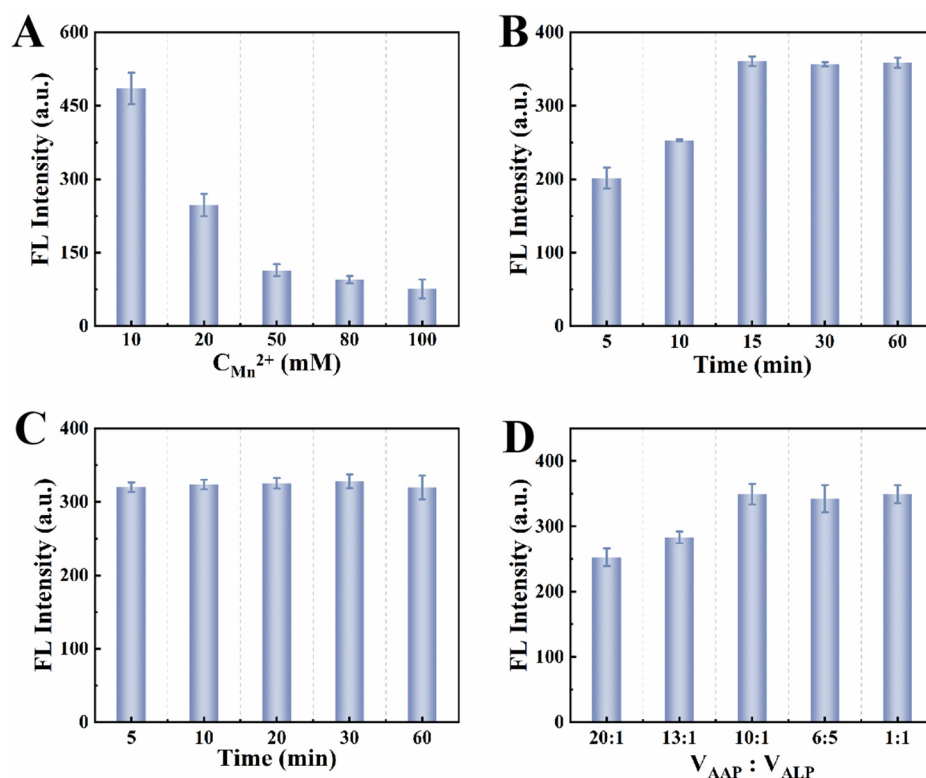 A
FL Intensity (a.u.)
600
450
300
150
0
10 20 50 80 100
C_Mn²⁺ (mM)
B
FL Intensity (a.u.)
400
300
200
100
0
5 10 15 30 60
Time (min)
C
FL Intensity (a.u.)
400
300
200
100
0
5 10 20 30 60
Time (min)
D
FL Intensity (a.u.)
400
300
200
100
0
20:1 13:1 10:1 6:5 1:1
V_AAP : V_ALP